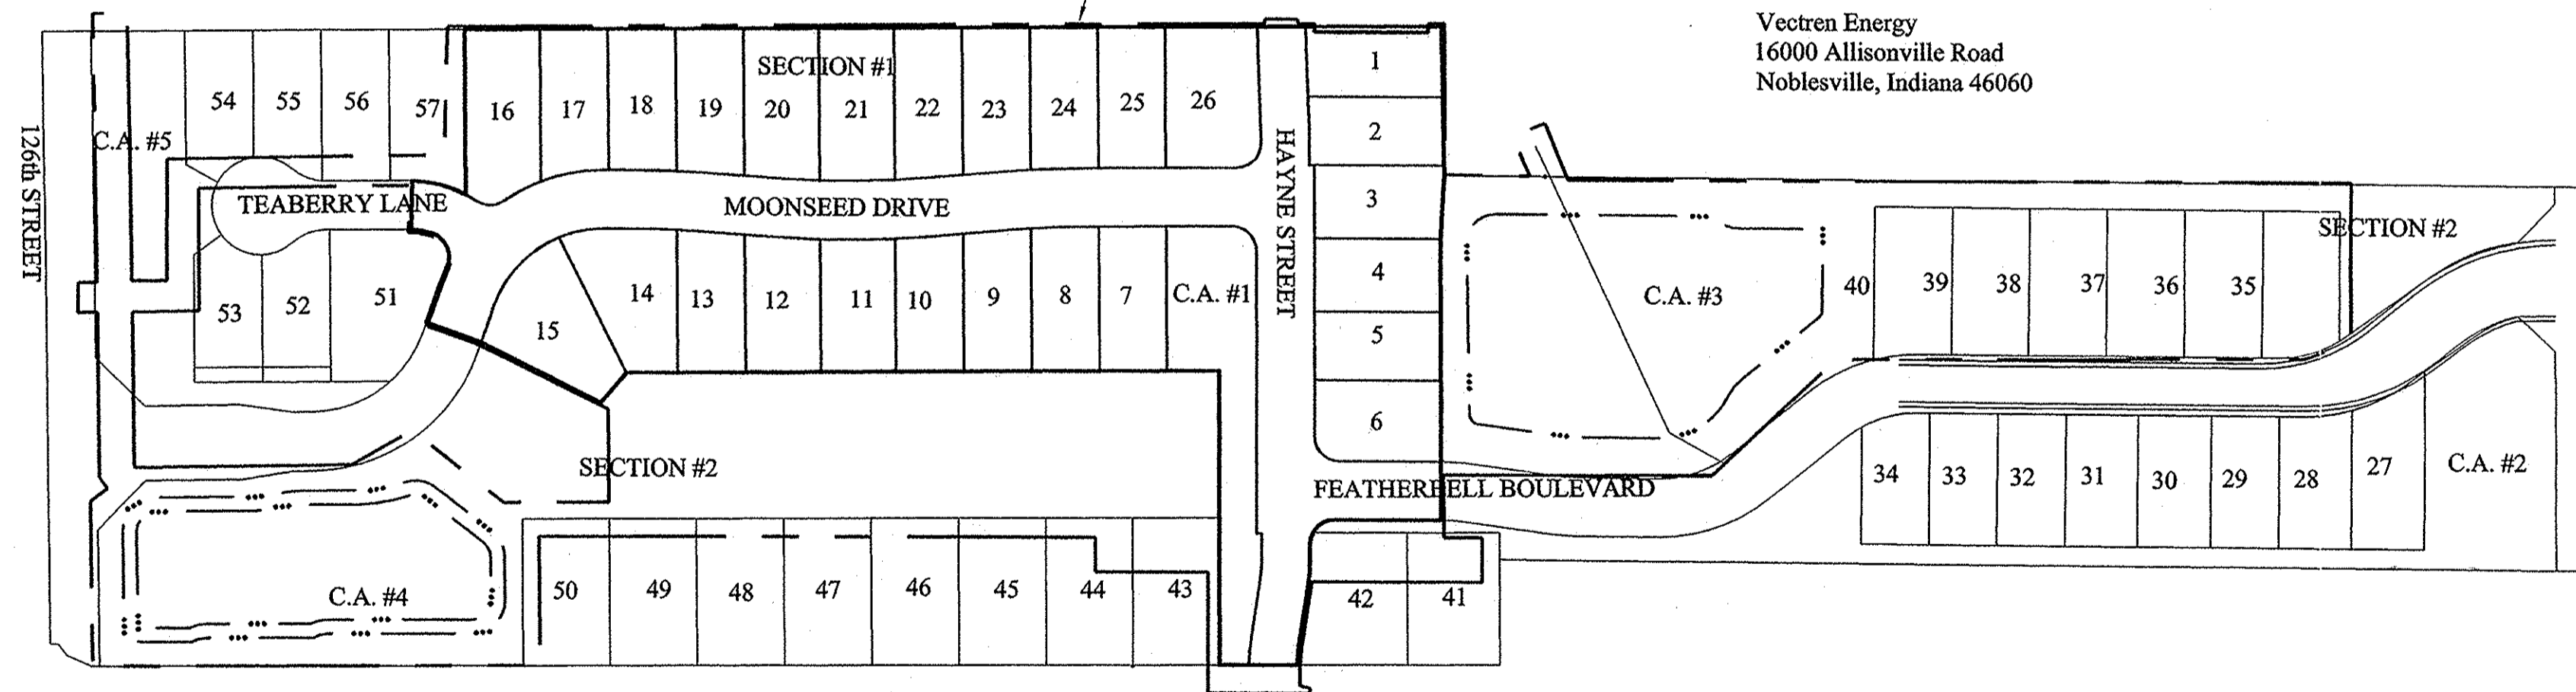 Vectren Energy
16000 Allisonville Road
Noblesville, Indiana 46060
SECTION #1
1
54 55 56 57 16 17 18 19 20 21 22 23 24 25 26
2
C.A. #5
126th STREET
HAYNE STREET
TEABERRY LANE
MOONSEED DRIVE
3
SECTION #2
53 52 51 15 14 13 12 11 10 9 8 7 C.A. #1
4
C.A. #3
40 39 38 37 36 35
5
6
SECTION #2
FEATHERBELL BOULEVARD
34 33 32 31 30 29 28 27 C.A. #2
C.A. #4
50 49 48 47 46 45 44 43 42 41